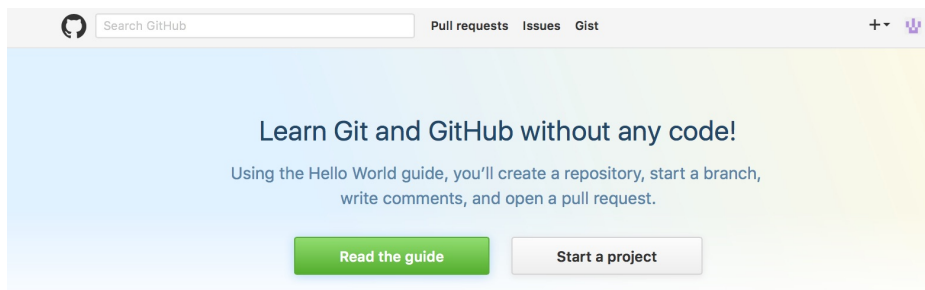 Search GitHub Pull requests Issues Gist
Learn Git and GitHub without any code!
Using the Hello World guide, you’ll create a repository, start a branch,
write comments, and open a pull request.
Read the guide Start a project